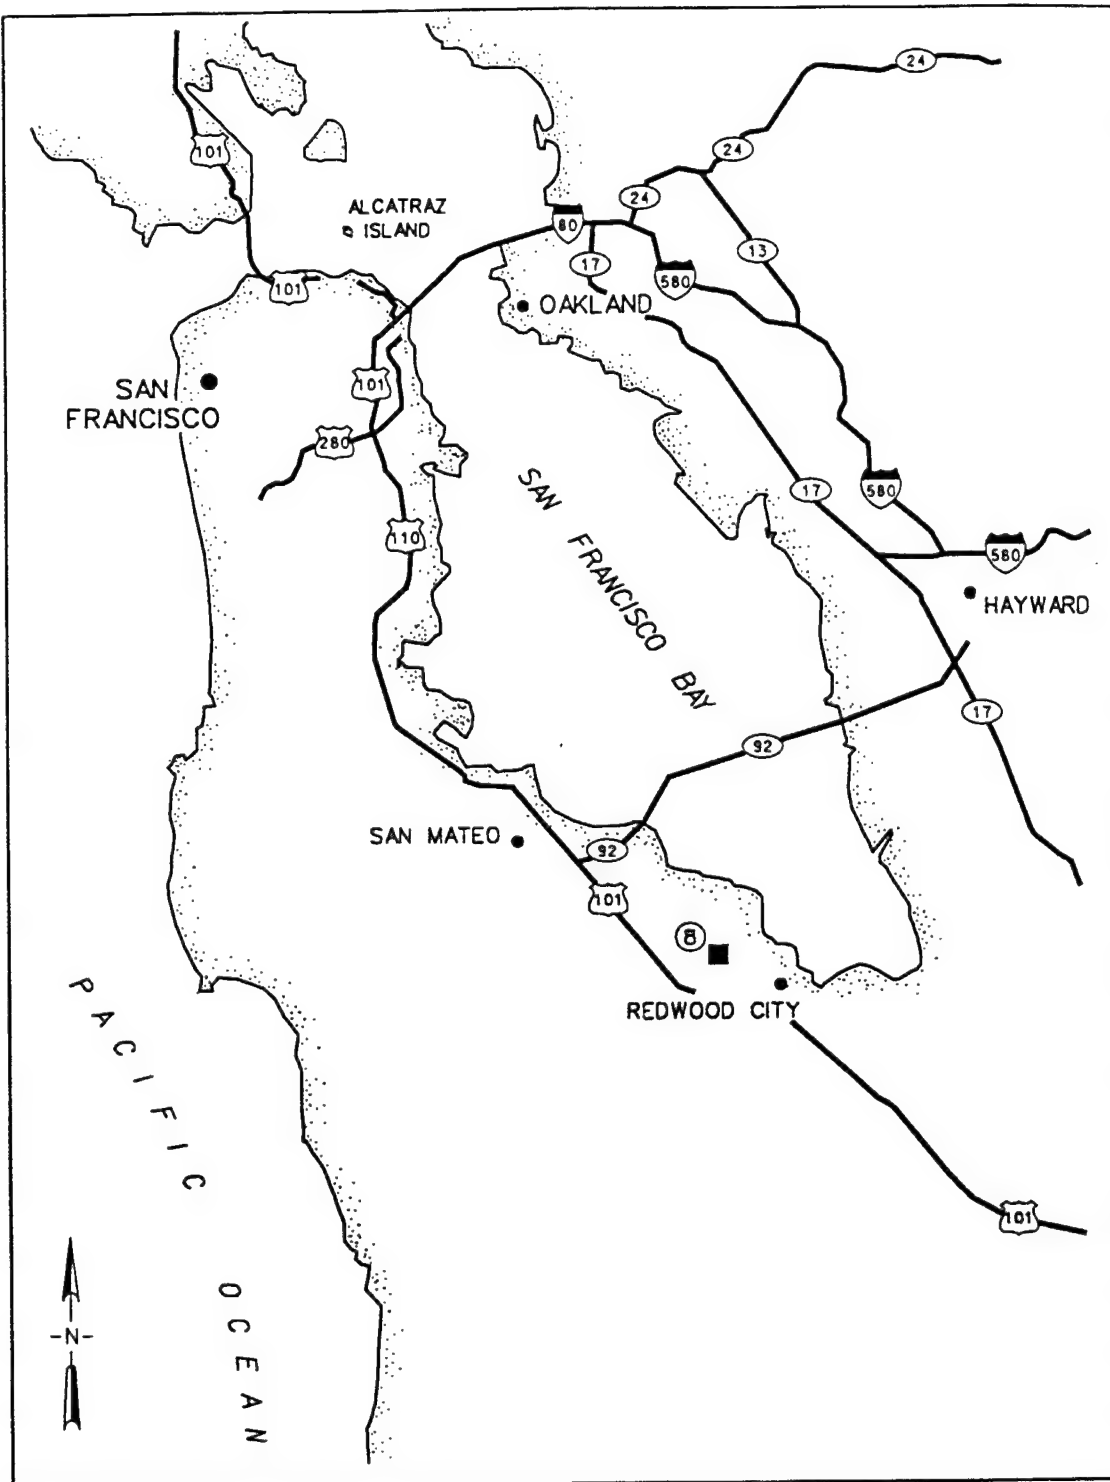 24
101
24
24
ALCATRAZ
ISLAND
80
13
17
580
101
OAKLAND
101
SAN
FRANCISCO
280
SAN FRANCISCO BAY
17
580
110
580
HAYWARD
17
92
SAN MATEO
92
101
8
REDWOOD CITY
PACIFIC OCEAN
101
-N-